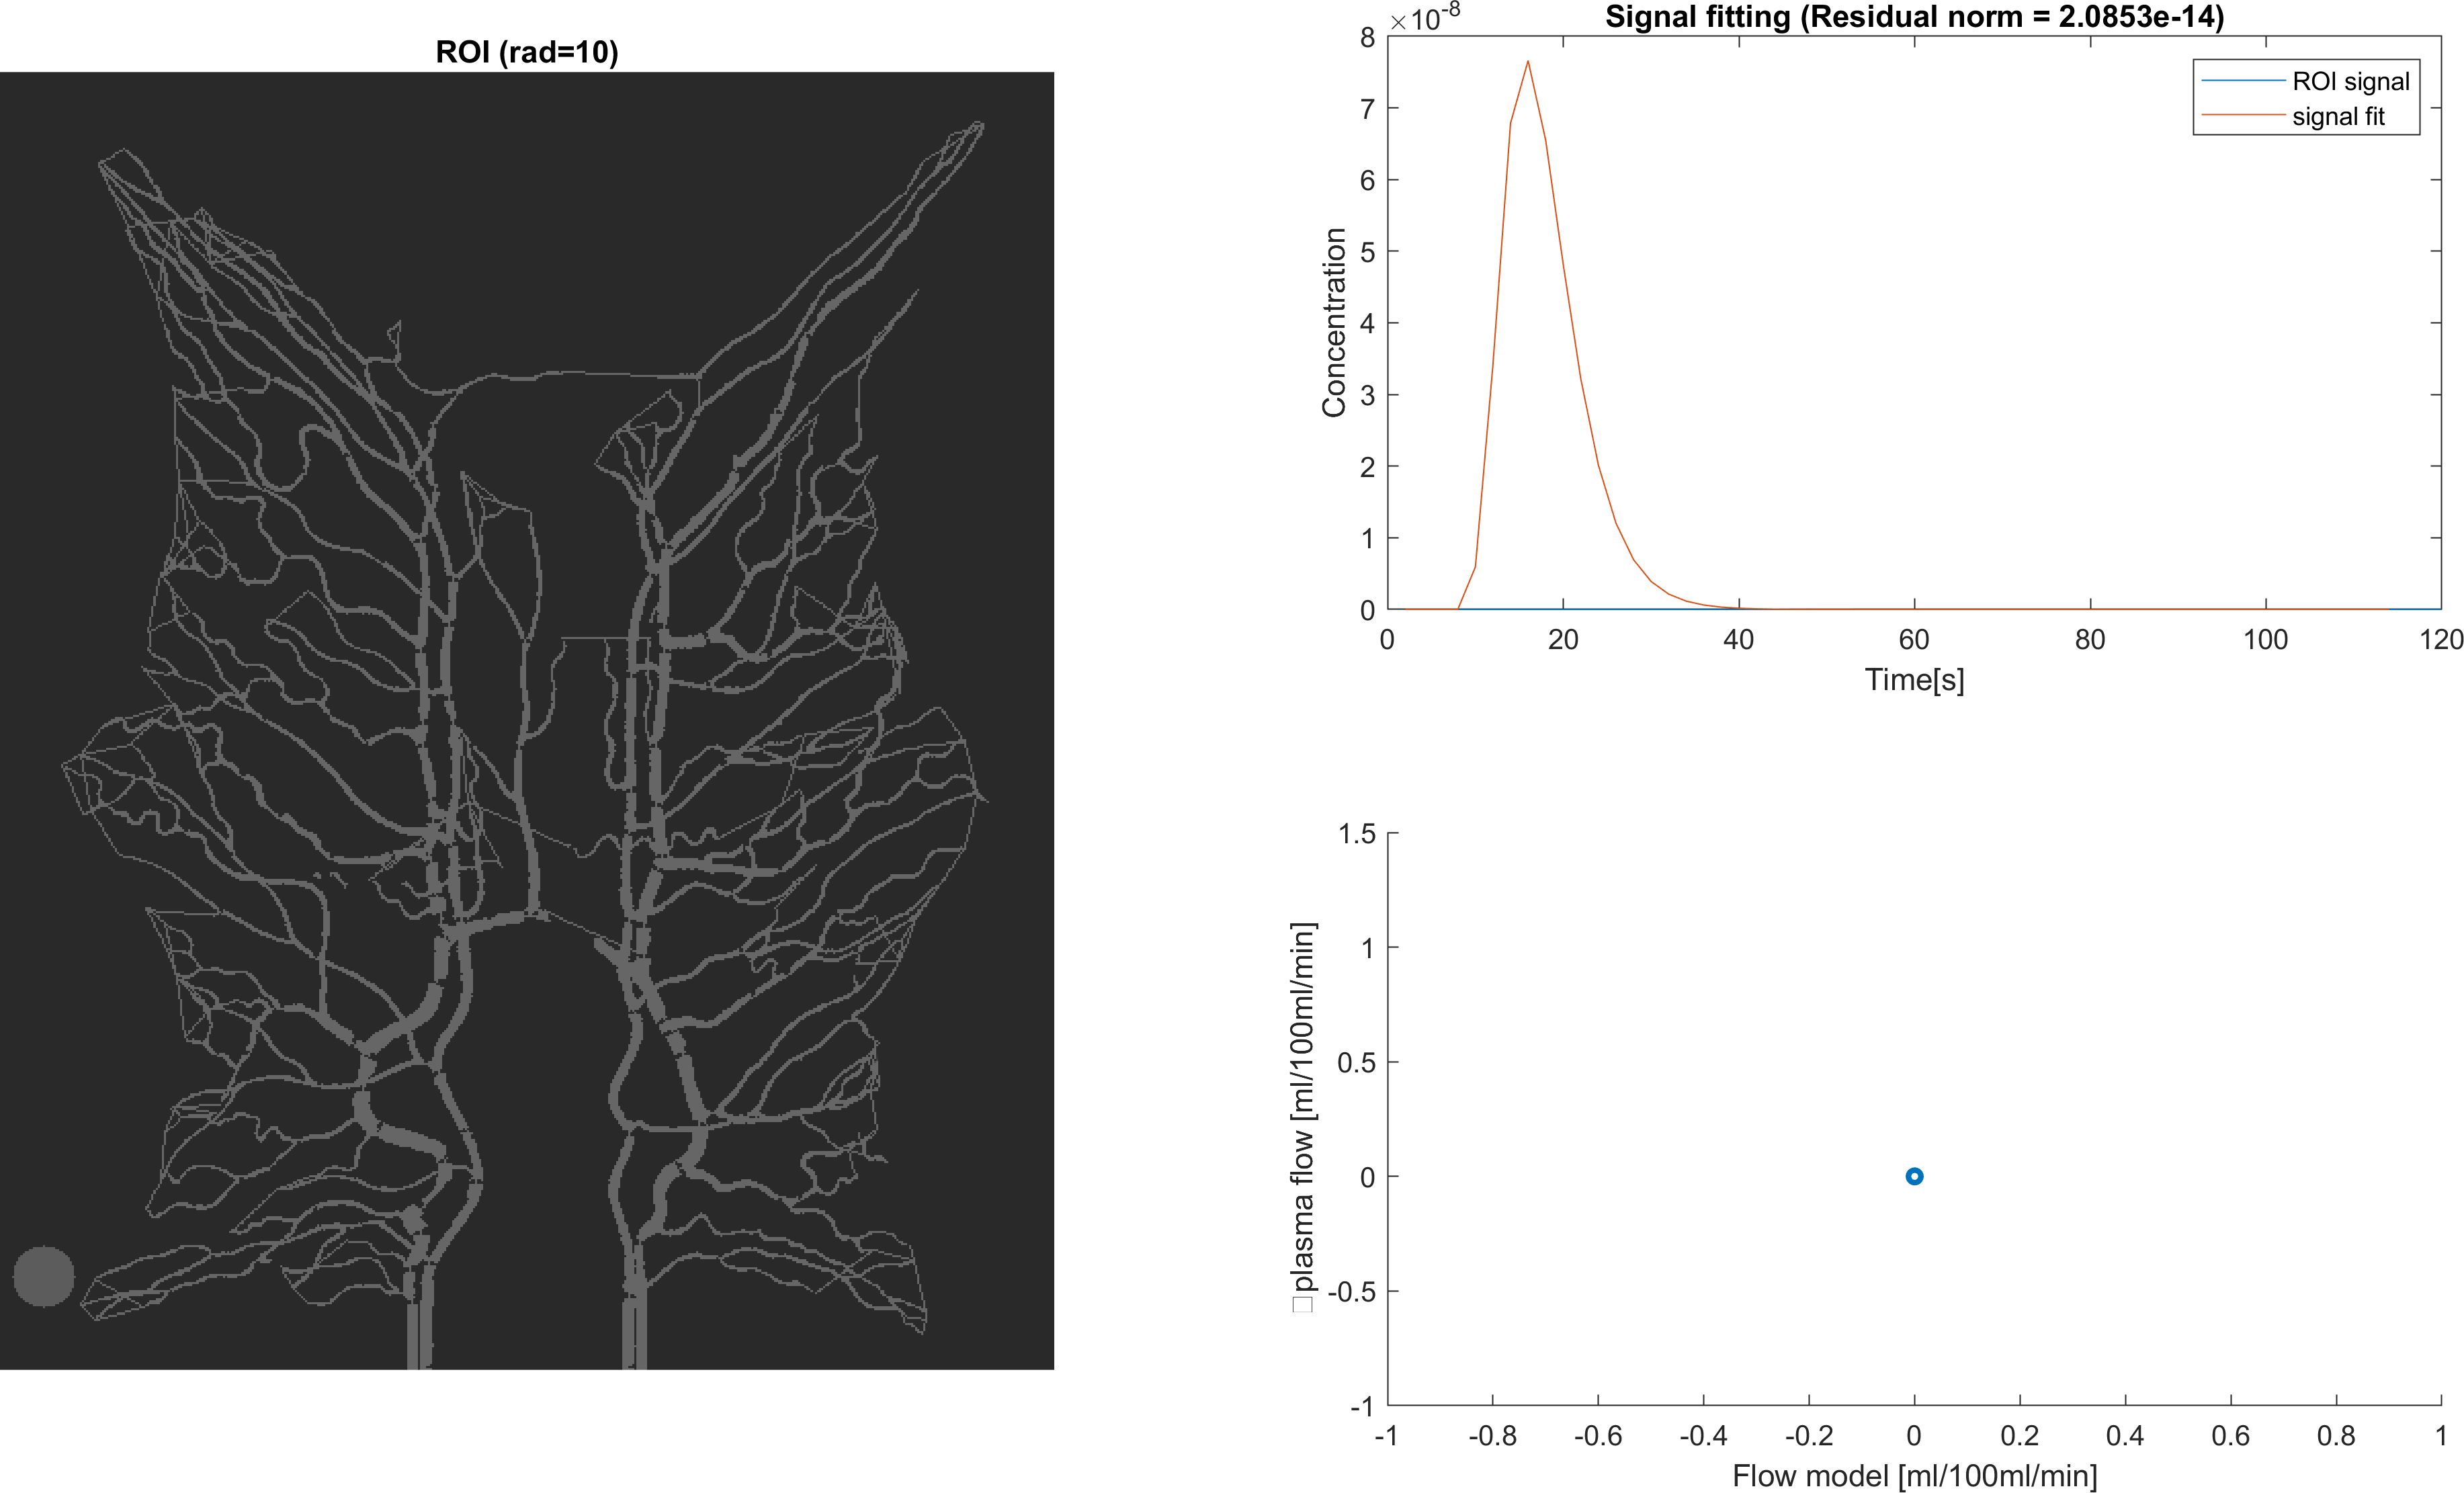 ROI (rad=10)
Signal fitting (Residual norm = 2.0853e-14)
×10⁻⁸
8
7
6
5
4
3
2
1
0
Concentration
ROI signal
signal fit
0 20 40 60 80 100 120
Time[s]
1.5
1
0.5
0
-0.5
-1
□plasma flow [ml/100ml/min]
-1 -0.8 -0.6 -0.4 -0.2 0 0.2 0.4 0.6 0.8 1
Flow model [ml/100ml/min]